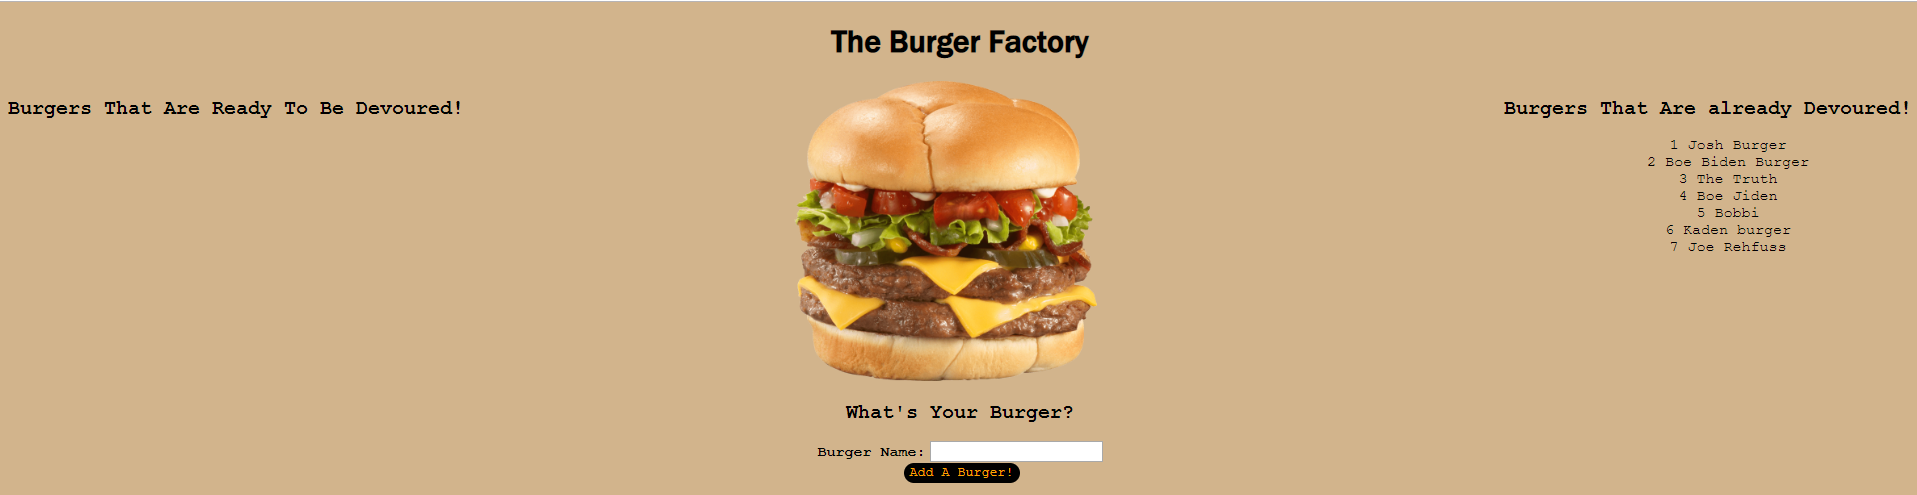 The Burger Factory
Burgers That Are Ready To Be Devoured!
Burgers That Are already Devoured!
1 Josh Burger
2 Boe Biden Burger
3 The Truth
4 Boe Jiden
5 Bobbi
6 Kaden burger
7 Joe Rehfuss
What's Your Burger?
Burger Name:
Add A Burger!